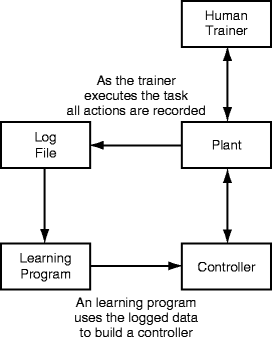 Human
Trainer
As the trainer
executes the task
all actions are recorded
Log
File
Plant
Learning
Program
Controller
An learning program
uses the logged data
to build a controller